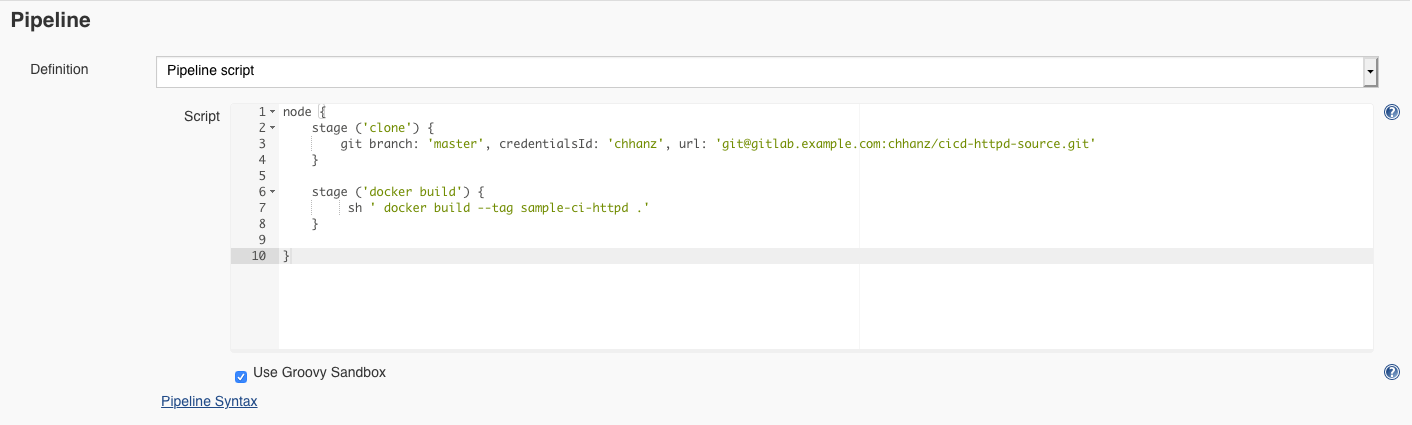 Pipeline
Definition
Pipeline script
Script
1 node {
2     stage ('clone') {
3         git branch: 'master', credentialsId: 'chhanz', url: 'git@gitlab.example.com:chhanz/cicd-httpd-source.git'
4     }
5
6     stage ('docker build') {
7          sh ' docker build --tag sample-ci-httpd .'
8     }
9
10 }
Use Groovy Sandbox
Pipeline Syntax